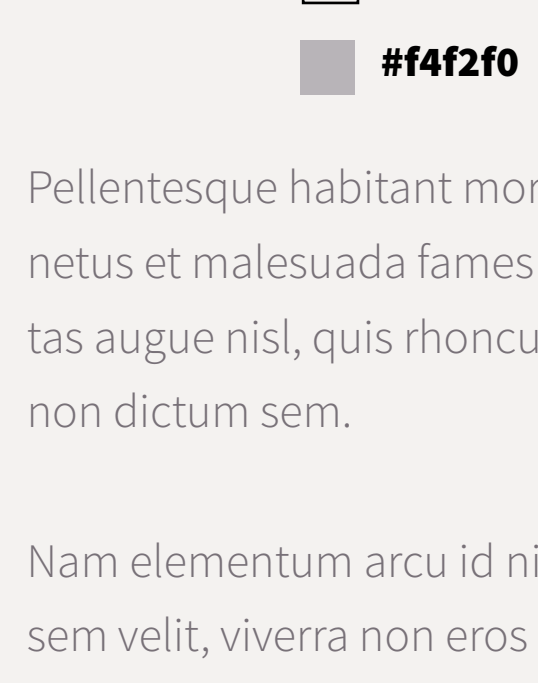 #f4f2f0
Pellentesque habitant mor
netus et malesuada fames
tas augue nisl, quis rhoncu
non dictum sem.
Nam elementum arcu id ni
sem velit, viverra non eros